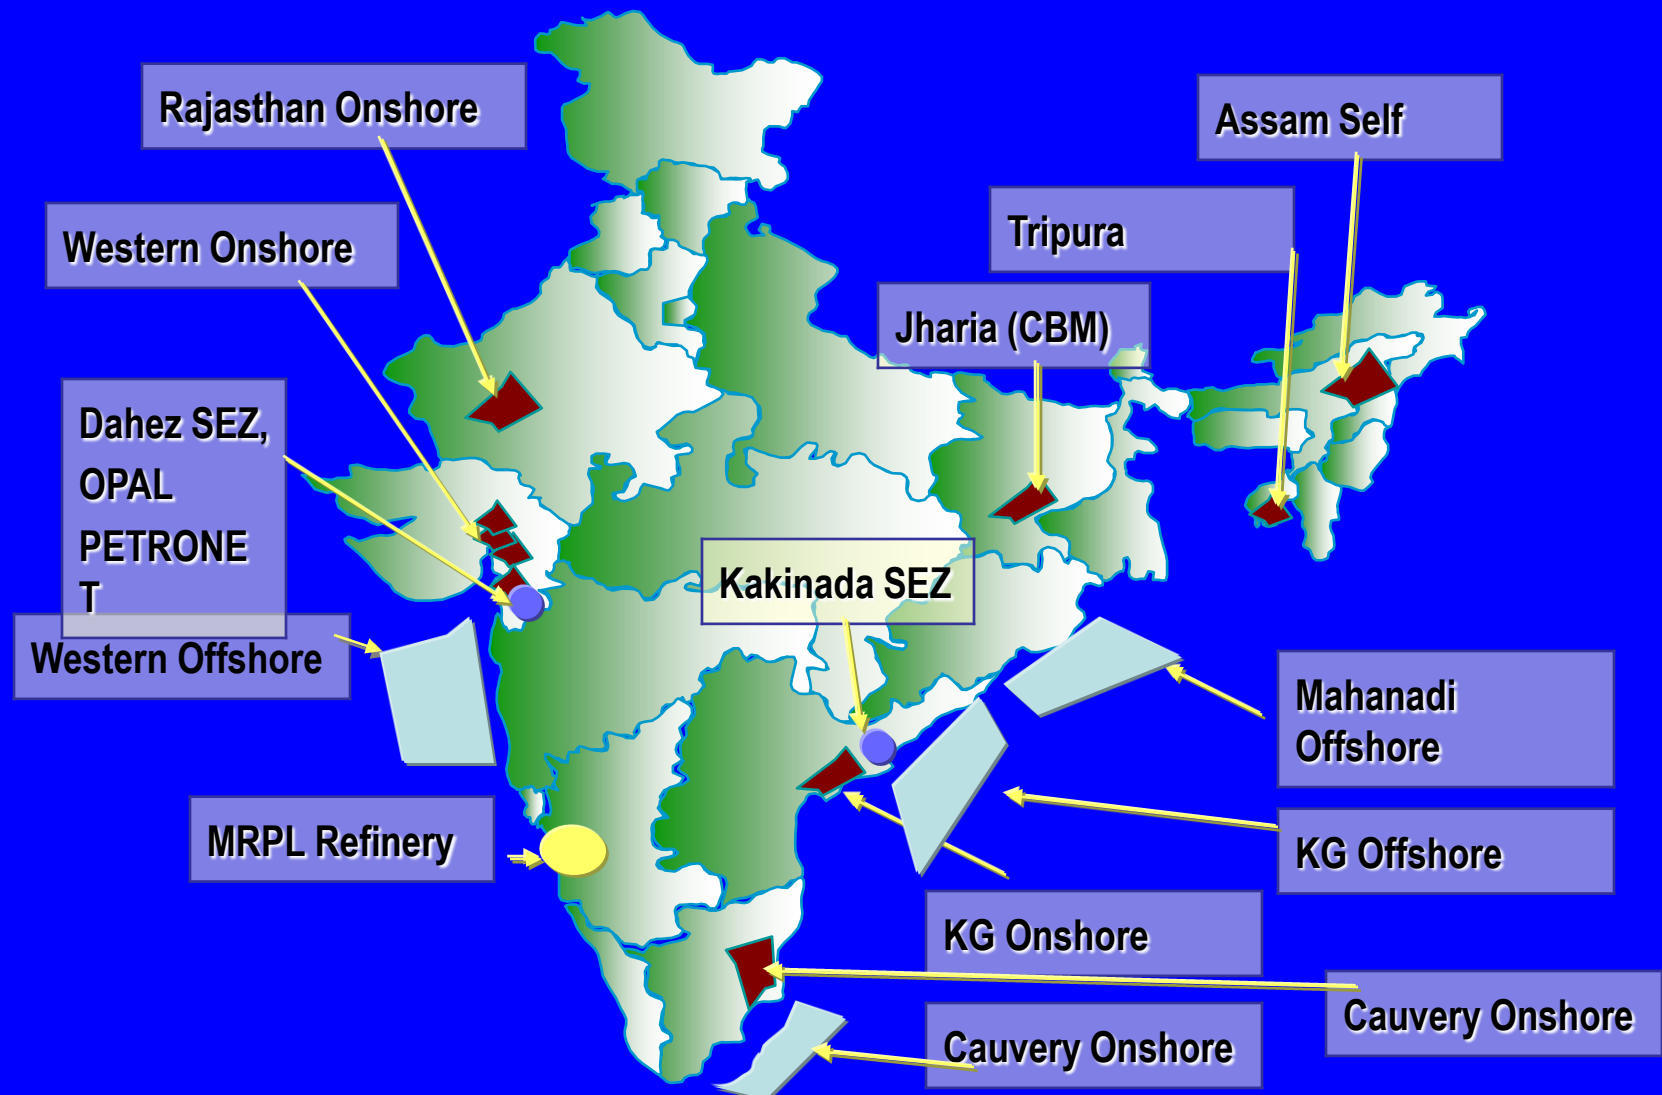 Rajasthan Onshore
Assam Self
Tripura
Western Onshore
Jharia (CBM)
Dahez SEZ,
OPAL
PETRONE
T
Kakinada SEZ
Western Offshore
Mahanadi
Offshore
MRPL Refinery
KG Offshore
KG Onshore
Cauvery Onshore
Cauvery Onshore